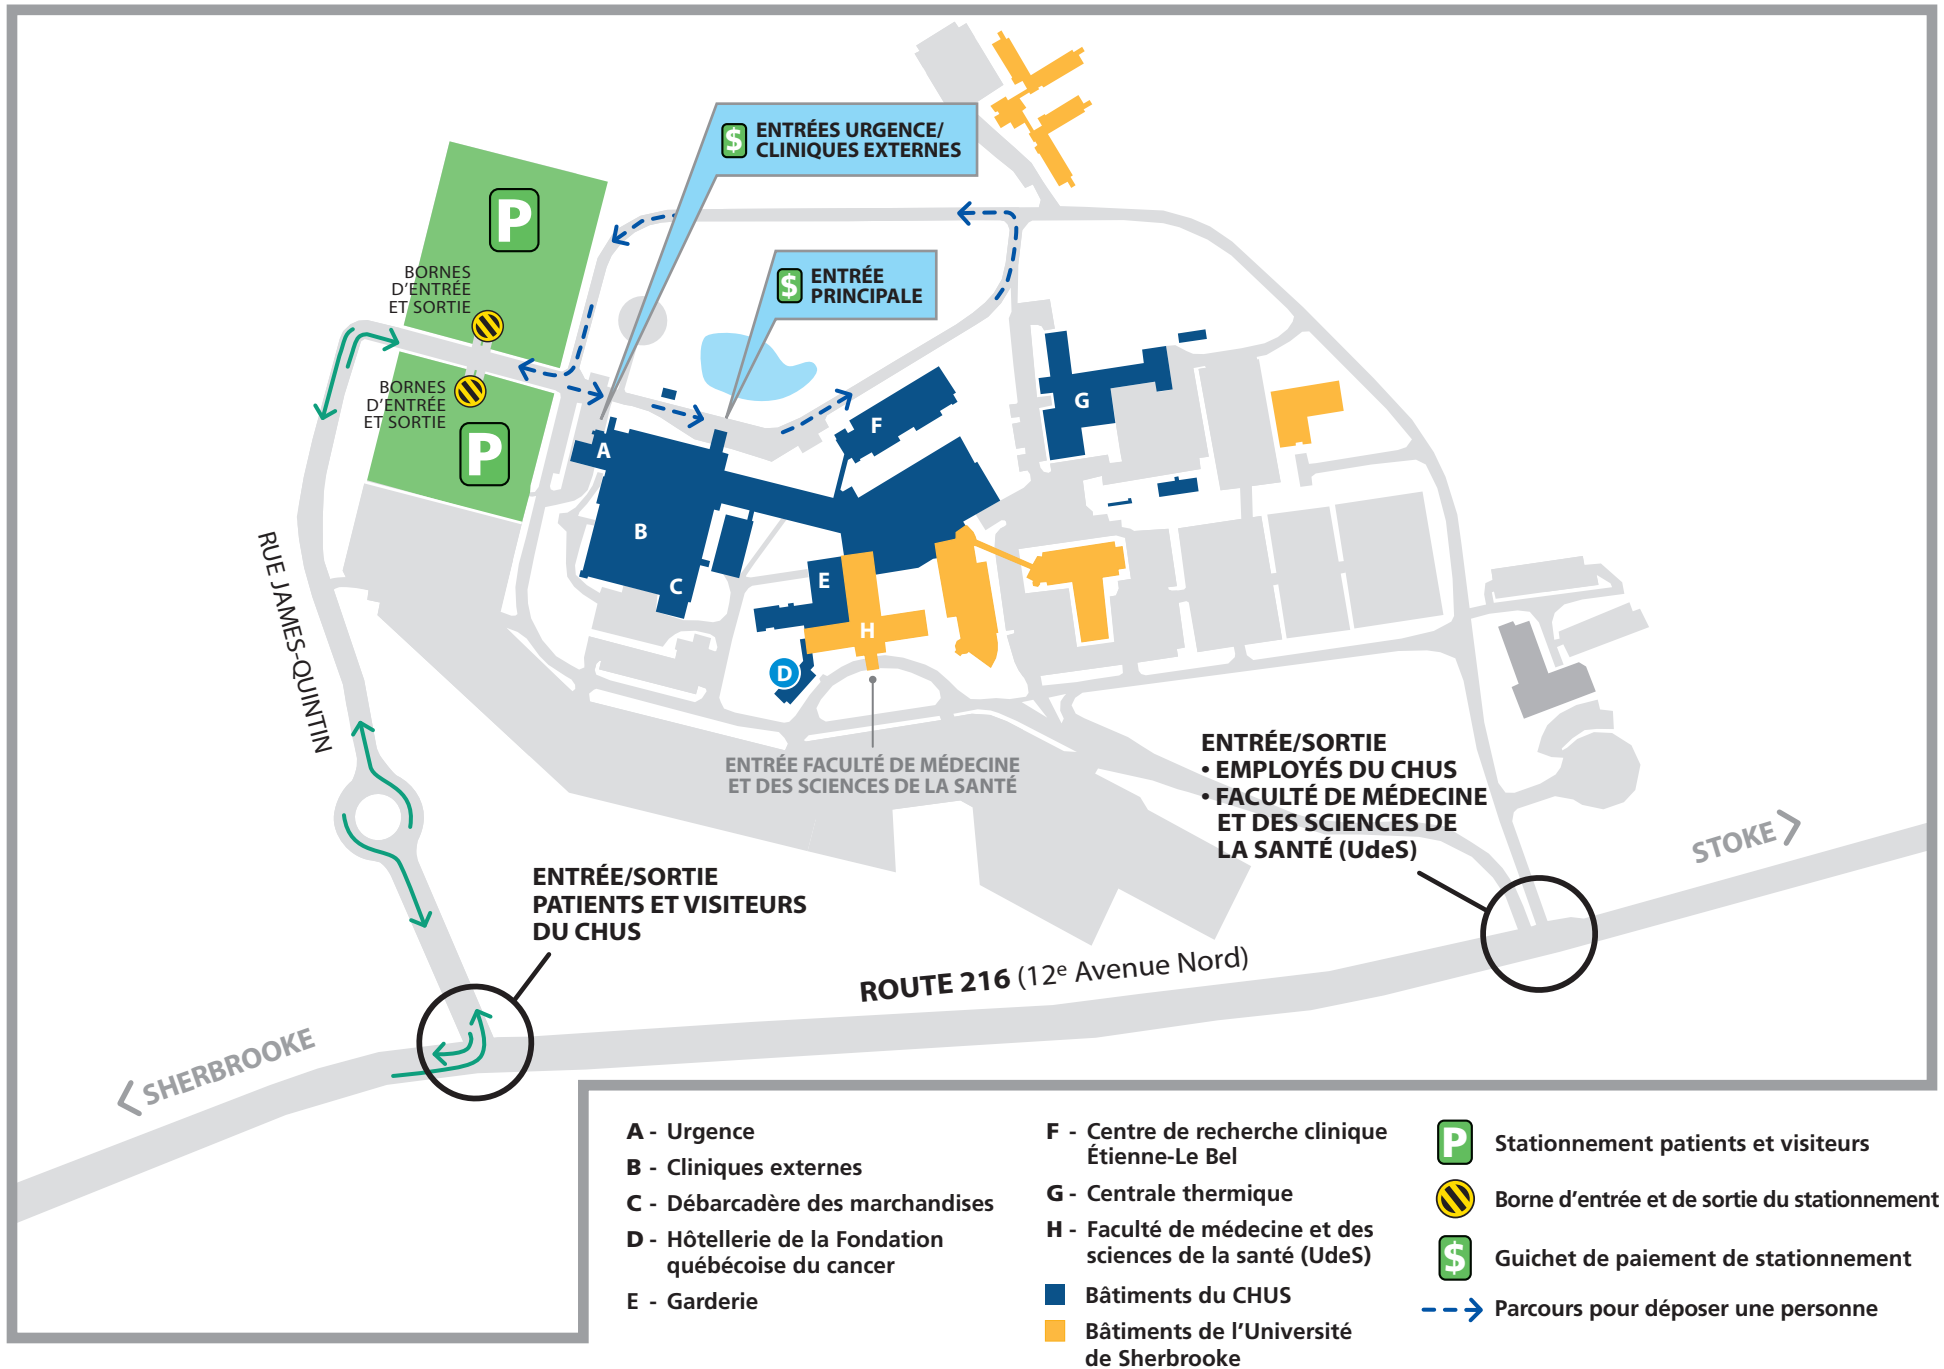 $ ENTRÉES URGENCE/
CLINIQUES EXTERNES
P
BORNES
D'ENTRÉE
ET SORTIE
$ ENTRÉE
PRINCIPALE
BORNES
D'ENTRÉE
ET SORTIE
P
A
B
C
D
E
F
G
H
RUE JAMES-QUINTIN
ENTRÉE FACULTÉ DE MÉDECINE
ET DES SCIENCES DE LA SANTÉ
ENTRÉE/SORTIE
• EMPLOYÉS DU CHUS
• FACULTÉ DE MÉDECINE
ET DES SCIENCES DE
LA SANTÉ (UdeS)
STOKE
ENTRÉE/SORTIE
PATIENTS ET VISITEURS
DU CHUS
ROUTE 216 (12e Avenue Nord)
SHERBROOKE
A - Urgence
B - Cliniques externes
C - Débarcadère des marchandises
D - Hôtellerie de la Fondation
québécoise du cancer
E - Garderie
F - Centre de recherche clinique
Étienne-Le Bel
G - Centrale thermique
H - Faculté de médecine et des
sciences de la santé (UdeS)
Bâtiments du CHUS
Bâtiments de l'Université
de Sherbrooke
P Stationnement patients et visiteurs
Borne d'entrée et de sortie du stationnement
$ Guichet de paiement de stationnement
Parcours pour déposer une personne